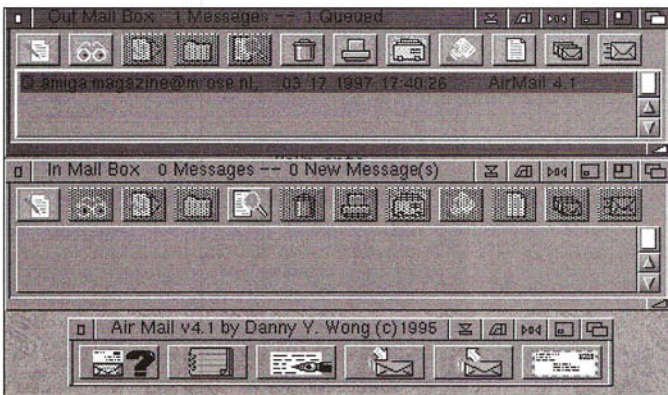 Out Mail Box 1 Messages -- 1 Queued
Q amiga.magazine@mrose.nl, 03 17 1997 17:40:26 AirMail 4.1
In Mail Box 0 Messages -- 0 New Message(s)
Air Mail v4.1 by Danny Y. Wong (c)1995
?